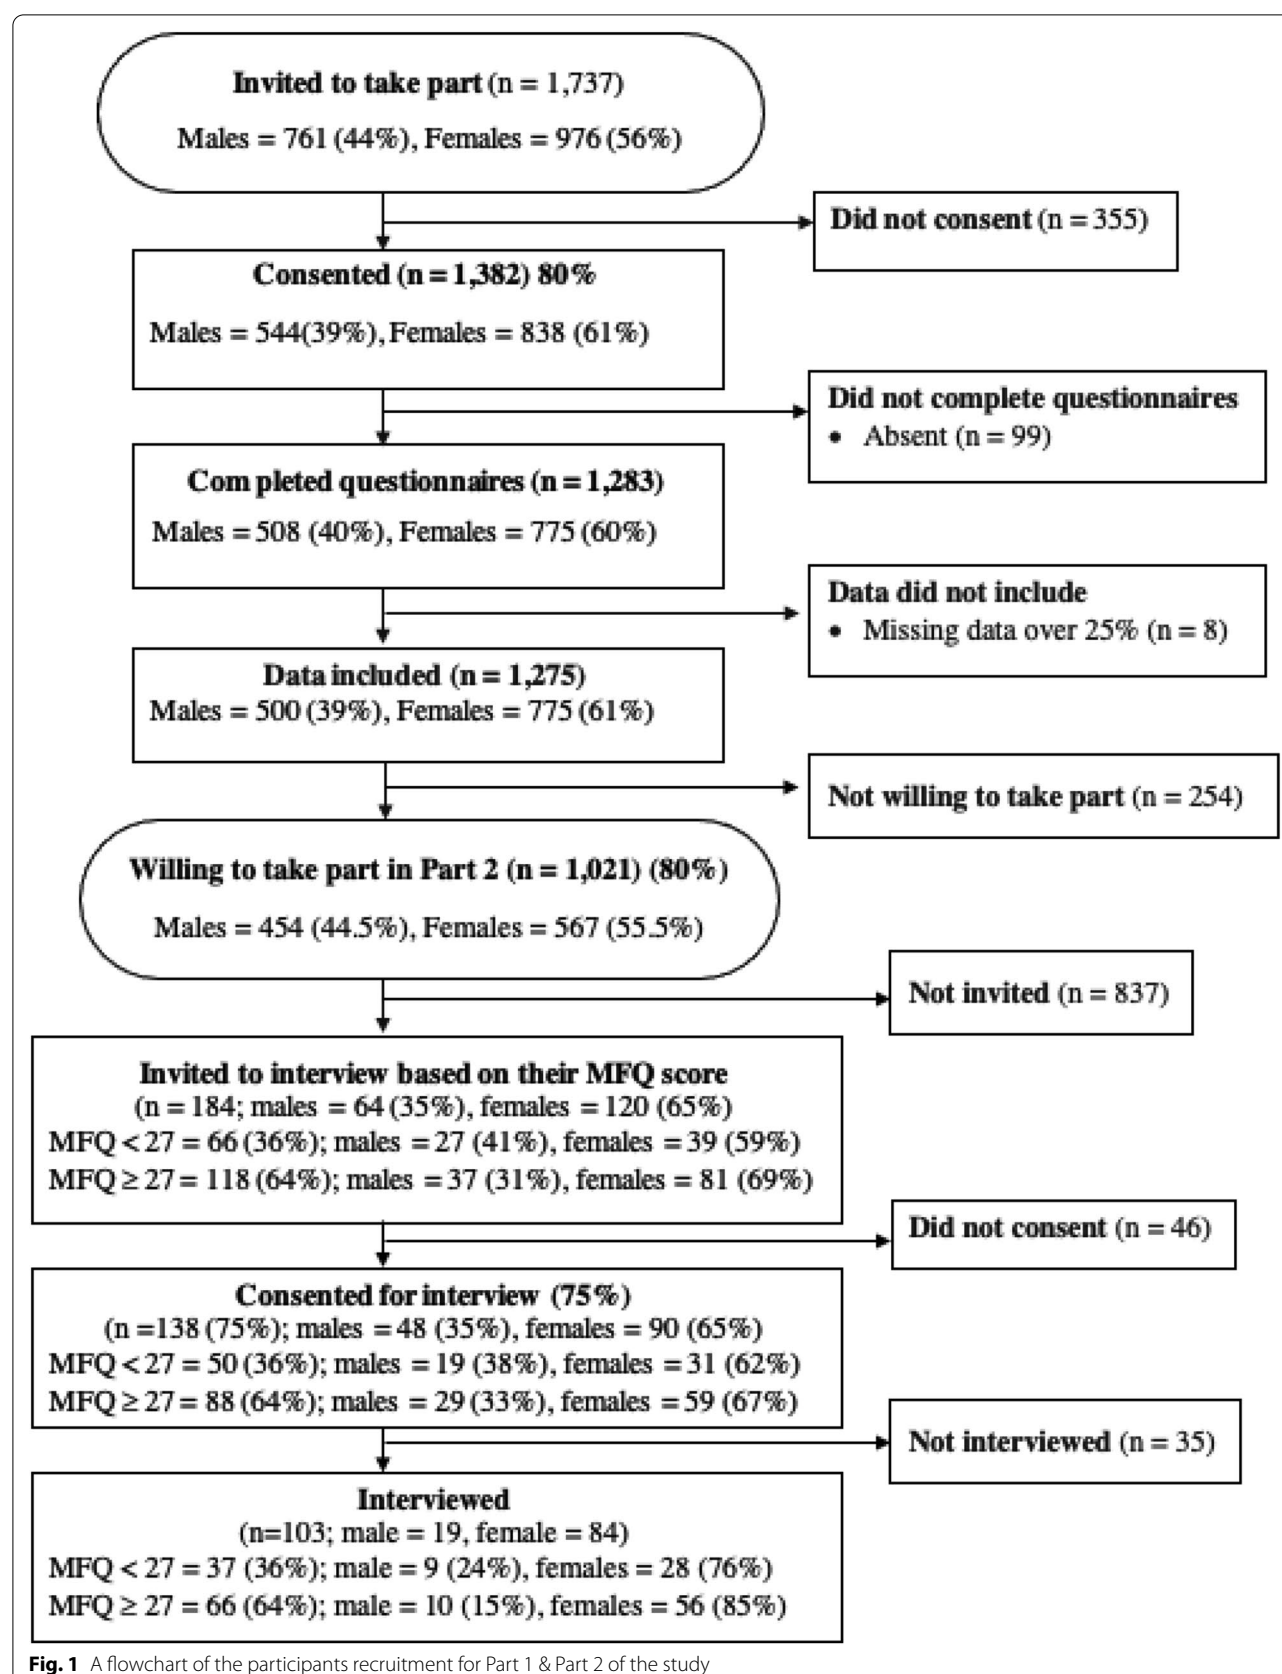 Invited to take part (n = 1,737)
Males = 761 (44%), Females = 976 (56%)
Did not consent (n = 355)
Consented (n = 1,382) 80%
Males = 544(39%), Females = 838 (61%)
Did not complete questionnaires
• Absent (n = 99)
Completed questionnaires (n = 1,283)
Males = 508 (40%), Females = 775 (60%)
Data did not include
• Missing data over 25% (n = 8)
Data included (n = 1,275)
Males = 500 (39%), Females = 775 (61%)
Not willing to take part (n = 254)
Willing to take part in Part 2 (n = 1,021) (80%)
Males = 454 (44.5%), Females = 567 (55.5%)
Not invited (n = 837)
Invited to interview based on their MFQ score
(n = 184; males = 64 (35%), females = 120 (65%)
MFQ < 27 = 66 (36%); males = 27 (41%), females = 39 (59%)
MFQ ≥ 27 = 118 (64%); males = 37 (31%), females = 81 (69%)
Did not consent (n = 46)
Consented for interview (75%)
(n =138 (75%); males = 48 (35%), females = 90 (65%)
MFQ < 27 = 50 (36%); males = 19 (38%), females = 31 (62%)
MFQ ≥ 27 = 88 (64%); males = 29 (33%), females = 59 (67%)
Not interviewed (n = 35)
Interviewed
(n=103; male = 19, female = 84)
MFQ < 27 = 37 (36%); male = 9 (24%), females = 28 (76%)
MFQ ≥ 27 = 66 (64%); male = 10 (15%), females = 56 (85%)
Fig. 1 A flowchart of the participants recruitment for Part 1 & Part 2 of the study